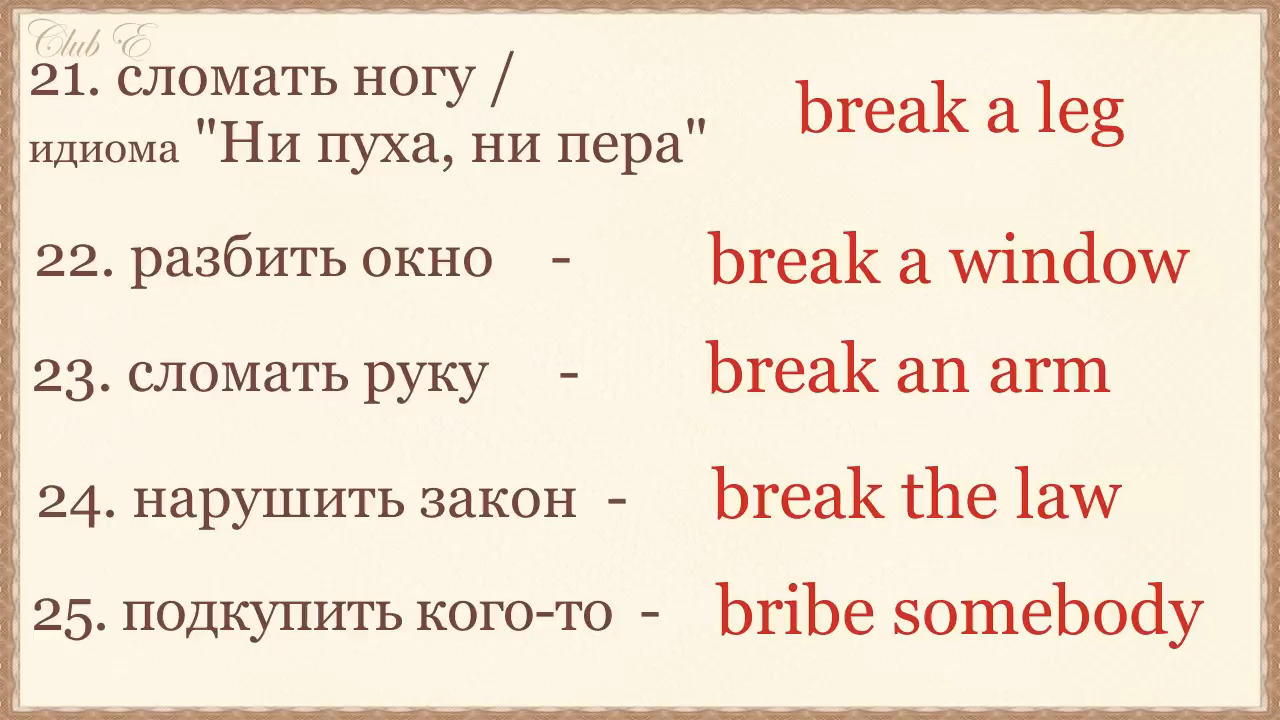 Club E
21. сломать ногу /
идиома "Ни пуха, ни пера"
break a leg
22. разбить окно - break a window
23. сломать руку - break an arm
24. нарушить закон - break the law
25. подкупить кого-то - bribe somebody